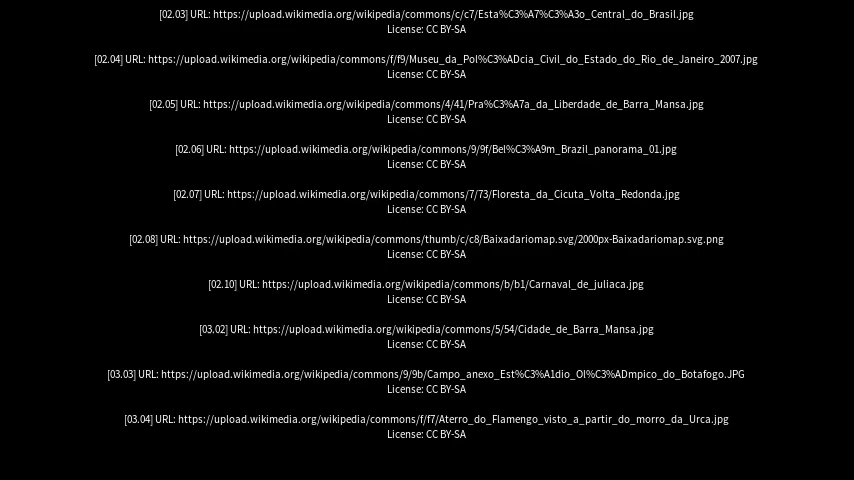 [02.03] URL: https://upload.wikimedia.org/wikipedia/commons/c/c7/Esta%C3%A7%C3%A3o_Central_do_Brasil.jpg
License: CC BY-SA
[02.04] URL: https://upload.wikimedia.org/wikipedia/commons/f/f9/Museu_da_Pol%C3%ADcia_Civil_do_Estado_do_Rio_de_Janeiro_2007.jpg
License: CC BY-SA
[02.05] URL: https://upload.wikimedia.org/wikipedia/commons/4/41/Pra%C3%A7a_da_Liberdade_de_Barra_Mansa.jpg
License: CC BY-SA
[02.06] URL: https://upload.wikimedia.org/wikipedia/commons/9/9f/Bel%C3%A9m_Brazil_panorama_01.jpg
License: CC BY-SA
[02.07] URL: https://upload.wikimedia.org/wikipedia/commons/7/73/Floresta_da_Cicuta_Volta_Redonda.jpg
License: CC BY-SA
[02.08] URL: https://upload.wikimedia.org/wikipedia/commons/thumb/c/c8/Baixadariomap.svg/2000px-Baixadariomap.svg.png
License: CC BY-SA
[02.10] URL: https://upload.wikimedia.org/wikipedia/commons/b/b1/Carnaval_de_juliaca.jpg
License: CC BY-SA
[03.02] URL: https://upload.wikimedia.org/wikipedia/commons/5/54/Cidade_de_Barra_Mansa.jpg
License: CC BY-SA
[03.03] URL: https://upload.wikimedia.org/wikipedia/commons/9/9b/Campo_anexo_Est%C3%A1dio_Ol%C3%ADmpico_do_Botafogo.JPG
License: CC BY-SA
[03.04] URL: https://upload.wikimedia.org/wikipedia/commons/f/f7/Aterro_do_Flamengo_visto_a_partir_do_morro_da_Urca.jpg
License: CC BY-SA